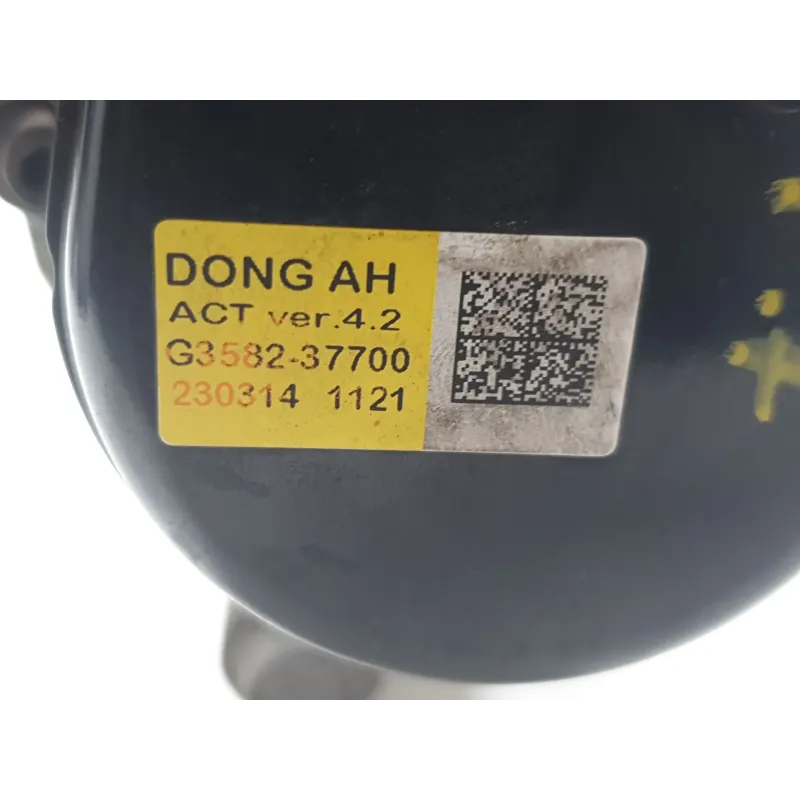 DONG AH
ACT ver.4.2
G3582-37700
230314 1121